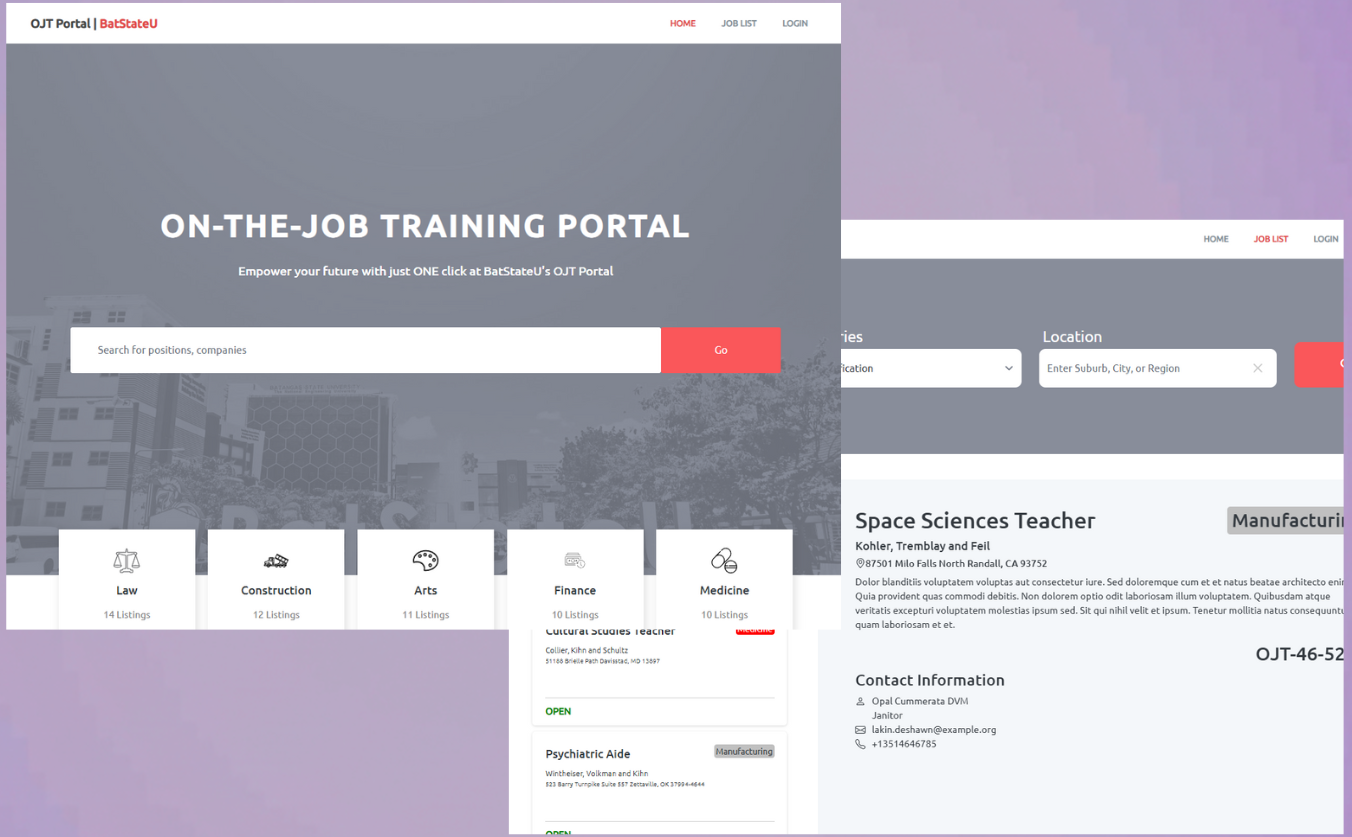 OJT Portal | BatStateU
HOME
JOB LIST
LOGIN
ON-THE-JOB TRAINING PORTAL
Empower your future with just ONE click at BatStateU's OJT Portal
Search for positions, companies
Go
Law
14 Listings
Construction
12 Listings
Arts
11 Listings
Finance
10 Listings
Medicine
10 Listings
HOME
JOB LIST
LOGIN
Location
Enter Suburb, City, or Region
Cultural Studies Teacher
Medicine
Collier, Kihn and Schultz
51188 Brielle Path Davisstad, MD 13897
OPEN
Psychiatric Aide
Manufacturing
Wintheiser, Volkman and Kihn
523 Barry Turnpike Suite 557 Zettaville, OK 37994-4644
OPEN
Space Sciences Teacher
Kohler, Tremblay and Feil
87501 Milo Falls North Randall, CA 93752
Dolor blanditiis voluptatem voluptas aut consectetur iure. Sed doloremque cum et et natus beatae architecto
Quia provident quas commodi debitis. Non dolorem optio odit laboriosam illum voluptatem. Quibusdam atque
veritatis excepturi voluptatem molestias ipsum sed. Sit qui nihil velit et ipsum. Tenetur mollitia natus
quam laboriosam et et.
OJT-46-52
Contact Information
Opal Cummerata DVM
Janitor
lakin.deshawn@example.org
+13514646785